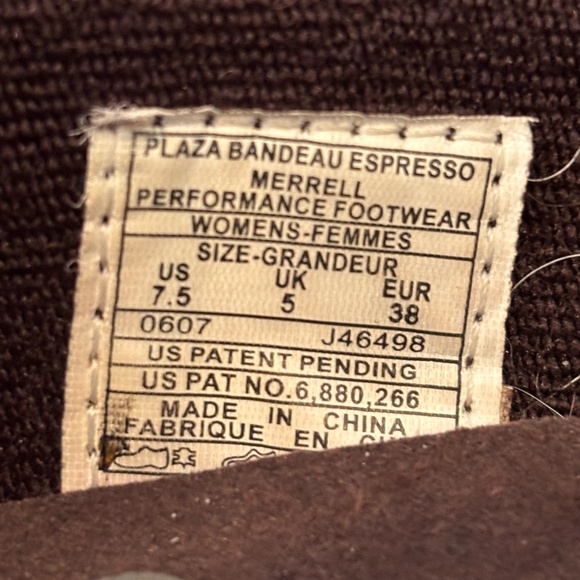 PLAZA BANDEAU ESPRESSO
MERRELL
PERFORMANCE FOOTWEAR
WOMENS-FEMMES
SIZE-GRANDEUR
US UK EUR
7.5 5 38
0607 J46498
US PATENT PENDING
US PAT NO.6,880,266
MADE IN CHINA
FABRIQUE EN